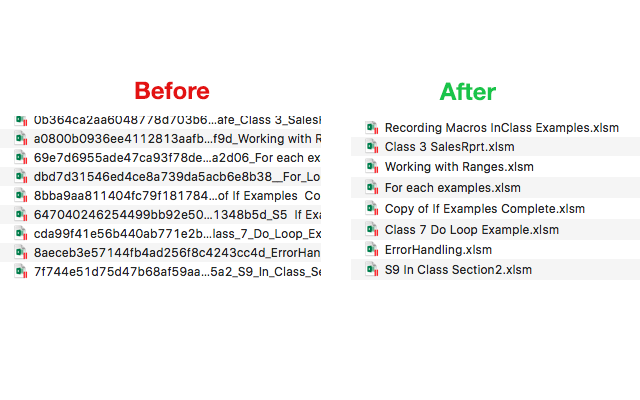 Before
0b364ca2aa6048778d703b6...afe_Class 3_Sales
a0800b0936ee4112813aafb...f9d_Working with R
69e7d6955ade47ca93f78de...a2d06_For each ex
dbd7d31546ed4ce8a739da5acb6e8b38__For_Lo
8bba9aa811404fc79f181784...of If Examples Co
647040246254499bb92e50...1348b5d_S5 If Exa
cda99f41e56b440ab771e2b...lass_7_Do_Loop_Ex
8aeceb3e57144fb4ad256f8c4243cc4d_ErrorHan
7f744e51d75d47b68af59aa...5a2_S9_In_Class_Se
After
Recording Macros InClass Examples.xlsm
Class 3 SalesRprt.xlsm
Working with Ranges.xlsm
For each examples.xlsm
Copy of If Examples Complete.xlsm
Class 7 Do Loop Example.xlsm
ErrorHandling.xlsm
S9 In Class Section2.xlsm